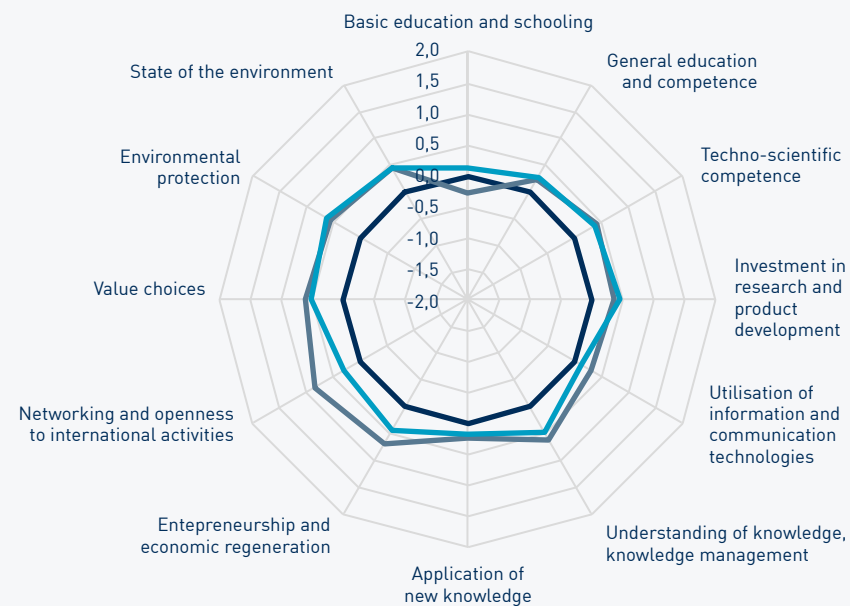 Basic education and schooling
2,0
1,5
1,0
0,5
0,0
-0,5
-1,0
-1,5
-2,0
General education
and competence
Techno-scientific
competence
Investment in
research and
product
development
Utilisation of
information and
communication
technologies
Understanding of knowledge,
knowledge management
Application of
new knowledge
Entepreneurship and
economic regeneration
Networking and openness
to international activities
Value choices
Environmental
protection
State of the environment